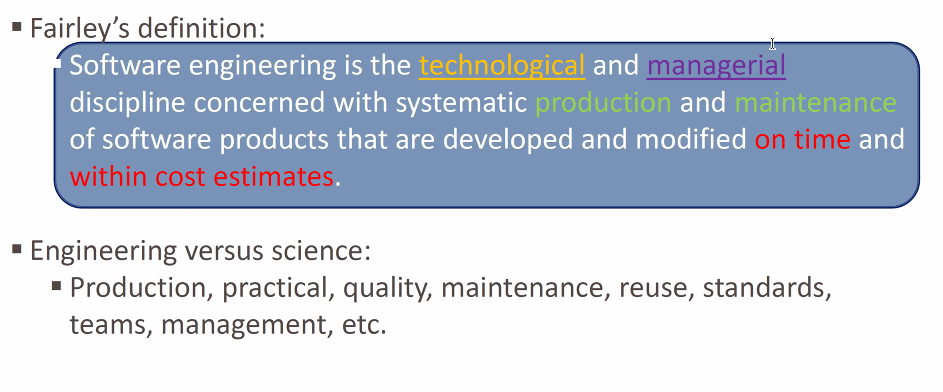 ▪ Fairley’s definition:
▪ Software engineering is the technological and managerial
discipline concerned with systematic production and maintenance
of software products that are developed and modified on time and
within cost estimates.
▪ Engineering versus science:
▪ Production, practical, quality, maintenance, reuse, standards,
teams, management, etc.